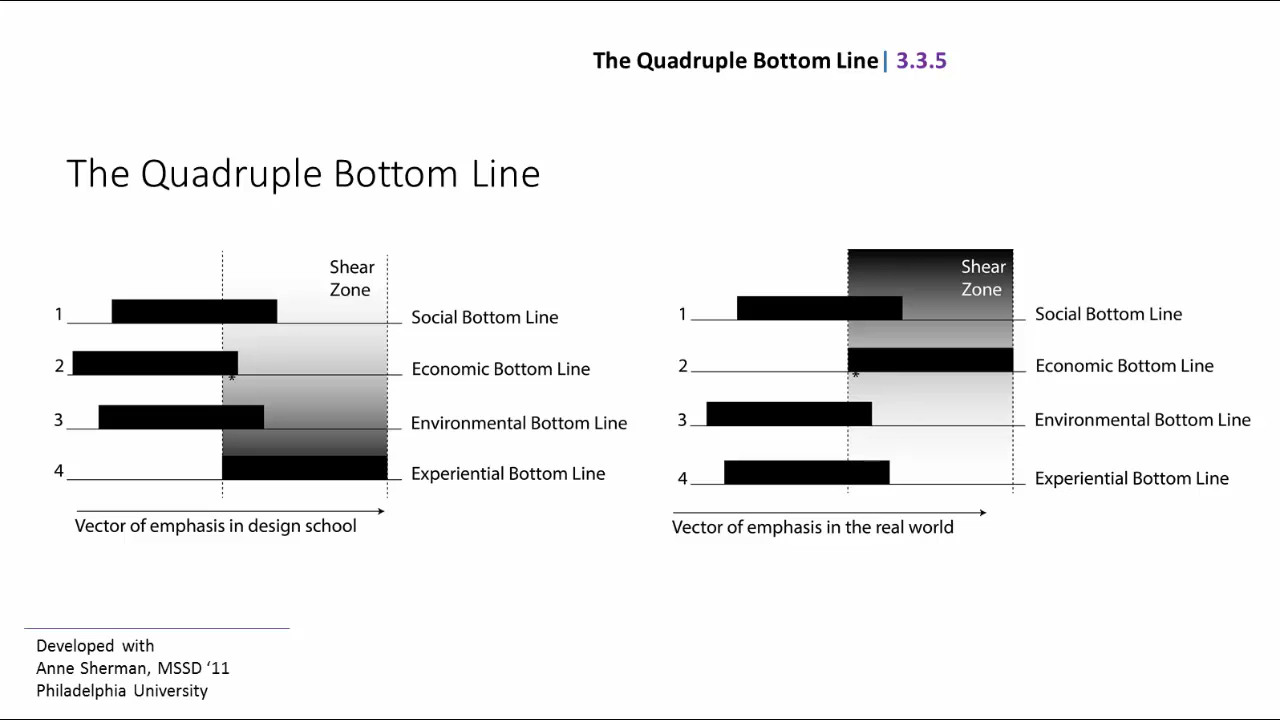 The Quadruple Bottom Line| 3.3.5
The Quadruple Bottom Line
Shear
Zone
1
Social Bottom Line
2
*
Economic Bottom Line
3
Environmental Bottom Line
4
Experiential Bottom Line
Vector of emphasis in design school
Shear
Zone
1
Social Bottom Line
2
*
Economic Bottom Line
3
Environmental Bottom Line
4
Experiential Bottom Line
Vector of emphasis in the real world
Developed with
Anne Sherman, MSSD ‘11
Philadelphia University